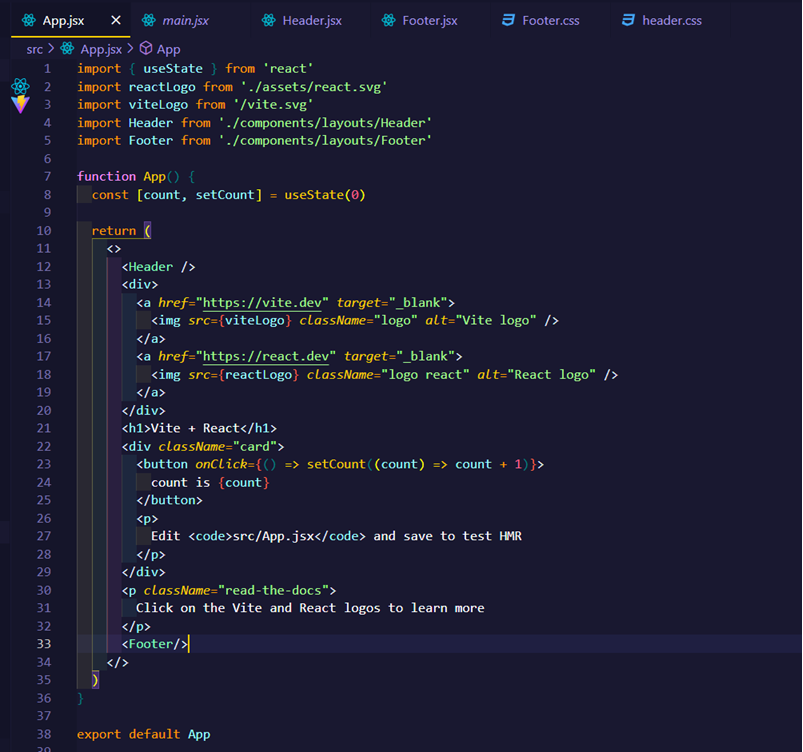 App.jsx × main.jsx Header.jsx Footer.jsx Footer.css header.css
src > App.jsx > App
1 import { useState } from 'react'
2 import reactLogo from './assets/react.svg'
3 import viteLogo from '/vite.svg'
4 import Header from './components/layouts/Header'
5 import Footer from './components/layouts/Footer'
6
7 function App() {
8   const [count, setCount] = useState(0)
9
10   return (
11     <>
12       <Header />
13       <div>
14         <a href="https://vite.dev" target="_blank">
15           <img src={viteLogo} className="logo" alt="Vite logo" />
16         </a>
17         <a href="https://react.dev" target="_blank">
18           <img src={reactLogo} className="logo react" alt="React logo" />
19         </a>
20       </div>
21       <h1>Vite + React</h1>
22       <div className="card">
23         <button onClick={() => setCount((count) => count + 1)}>
24           count is {count}
25         </button>
26         <p>
27           Edit <code>src/App.jsx</code> and save to test HMR
28         </p>
29       </div>
30       <p className="read-the-docs">
31         Click on the Vite and React logos to learn more
32       </p>
33       <Footer/>
34     </>
35   )
36 }
37
38 export default App
39